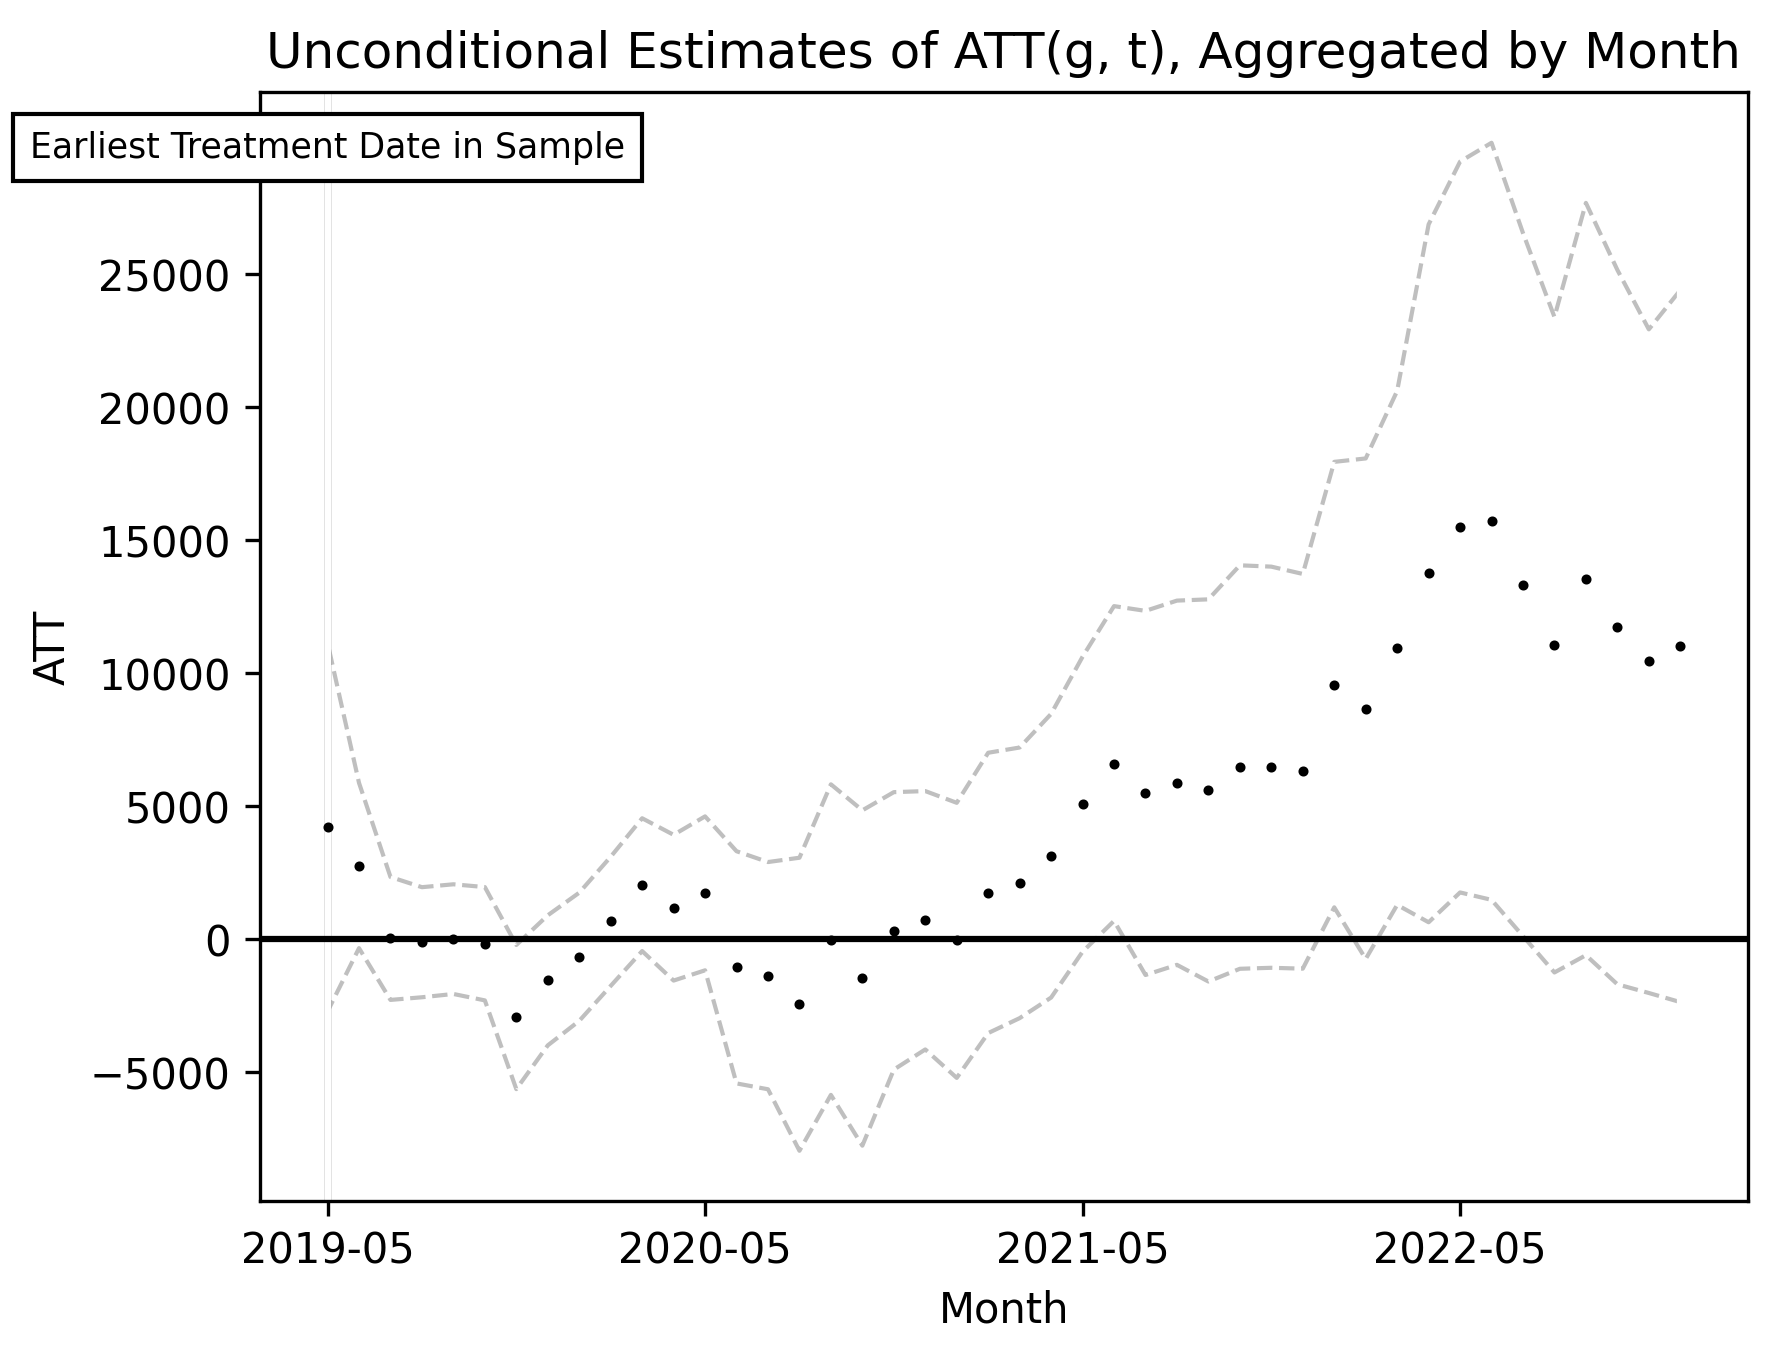 Unconditional Estimates of ATT(g, t), Aggregated by Month
Earliest Treatment Date in Sample
25000
20000
15000
10000
5000
0
−5000
ATT
2019-05 2020-05 2021-05 2022-05
Month